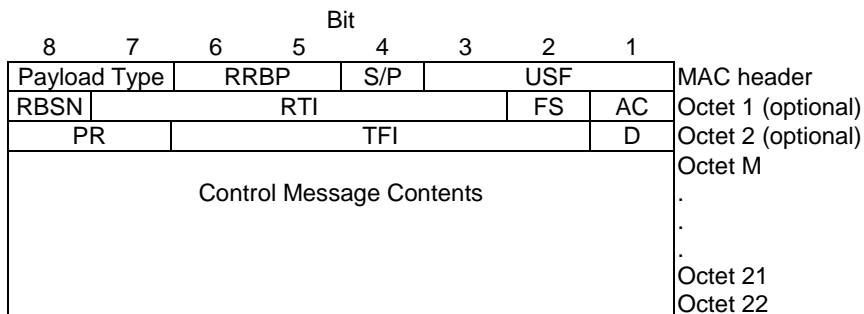 Bit
8 7 6 5 4 3 2 1
Payload Type RRBP S/P USF MAC header
RBSN RTI FS AC Octet 1 (optional)
PR TFI D Octet 2 (optional)
Octet M
Control Message Contents .
.
.
Octet 21
Octet 22